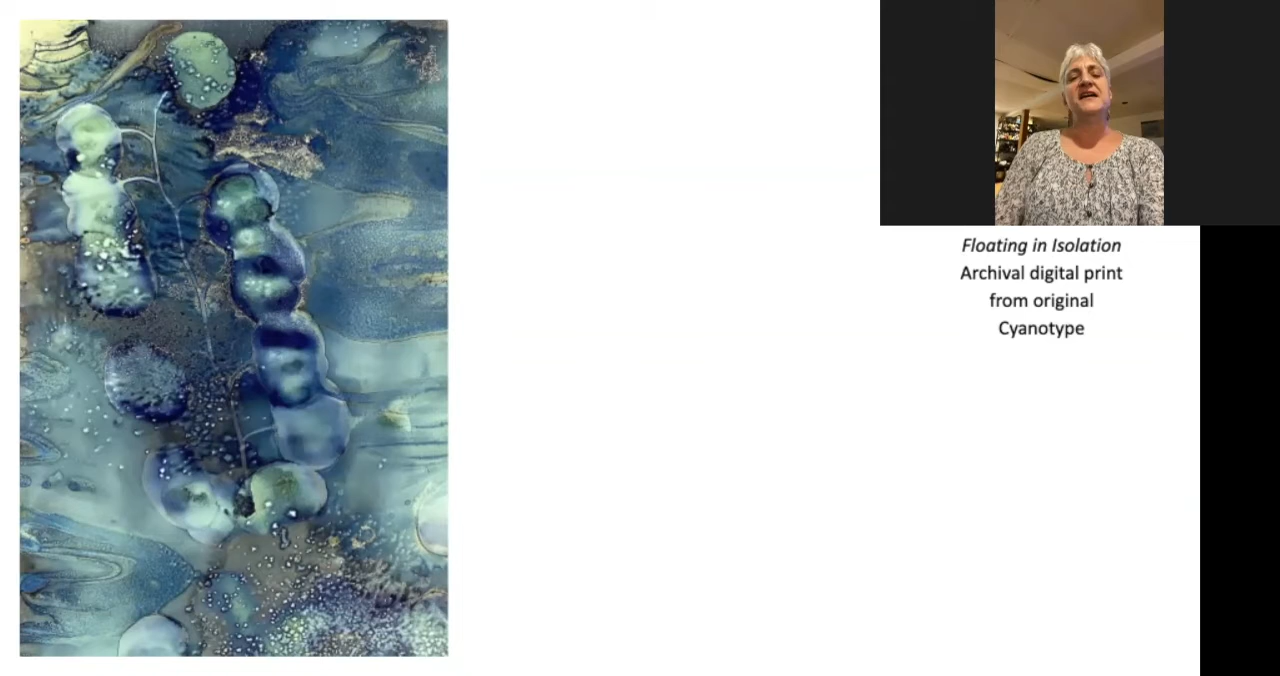 Floating in Isolation
Archival digital print
from original
Cyanotype